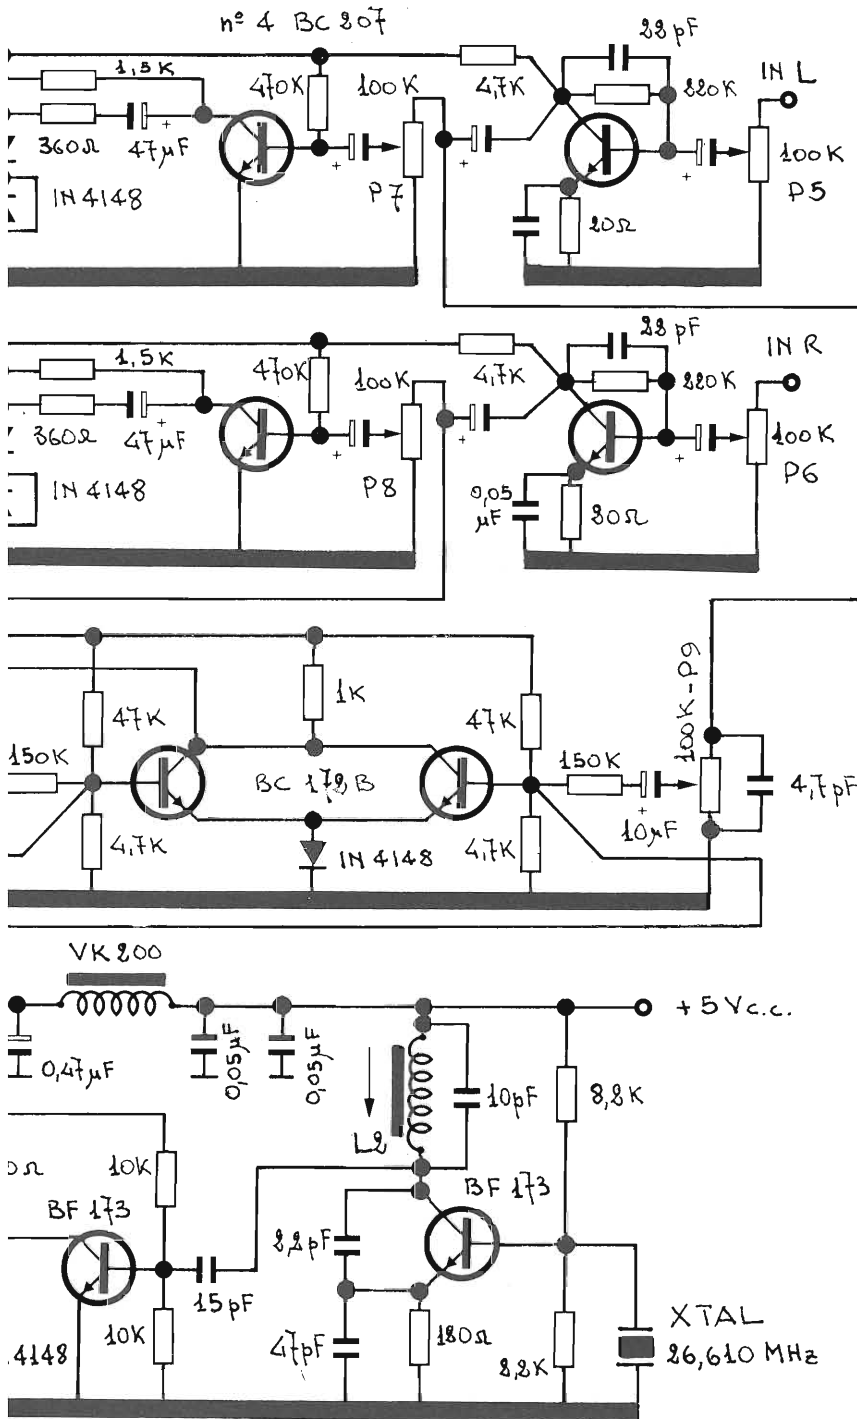 nº 4 BC 207
1,5K
470K
100K
4,7K
22 pF
220K
IN L
360Ω
47µF
+
+
+
+
100K
P7
P5
IN 4148
20Ω
1,5K
470K
100K
4,7K
22 pF
220K
IN R
360Ω
47µF
+
+
+
+
100K
P8
P6
IN 4148
0,05
µF
20Ω
100K-P9
47K
1K
47K
150K
BC 172 B
150K
4,7pF
+
10µF
4,7K
IN 4148
4,7K
VK200
+ 5 Vc.c.
0,47µF
0,05µF
0,05µF
10pF
8,2K
L2
Ω
10K
BF 173
BF 173
2,2pF
15pF
10K
47pF
180Ω
2,2K
XTAL
26,610 MHz
4148